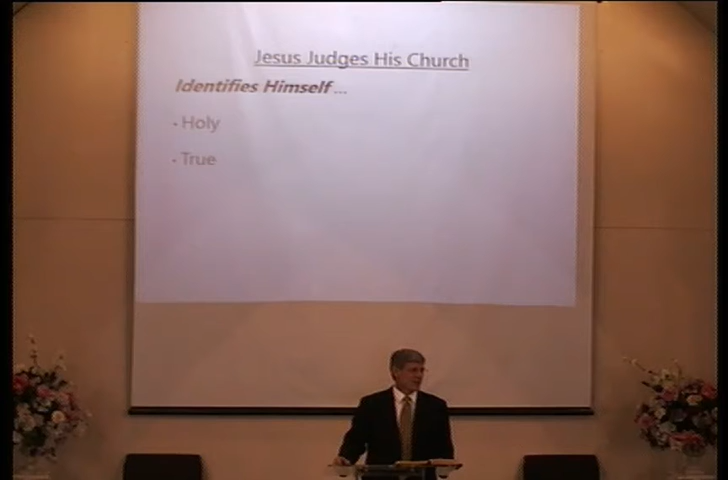 Jesus Judges His Church
Identifies Himself ...
• Holy
• True